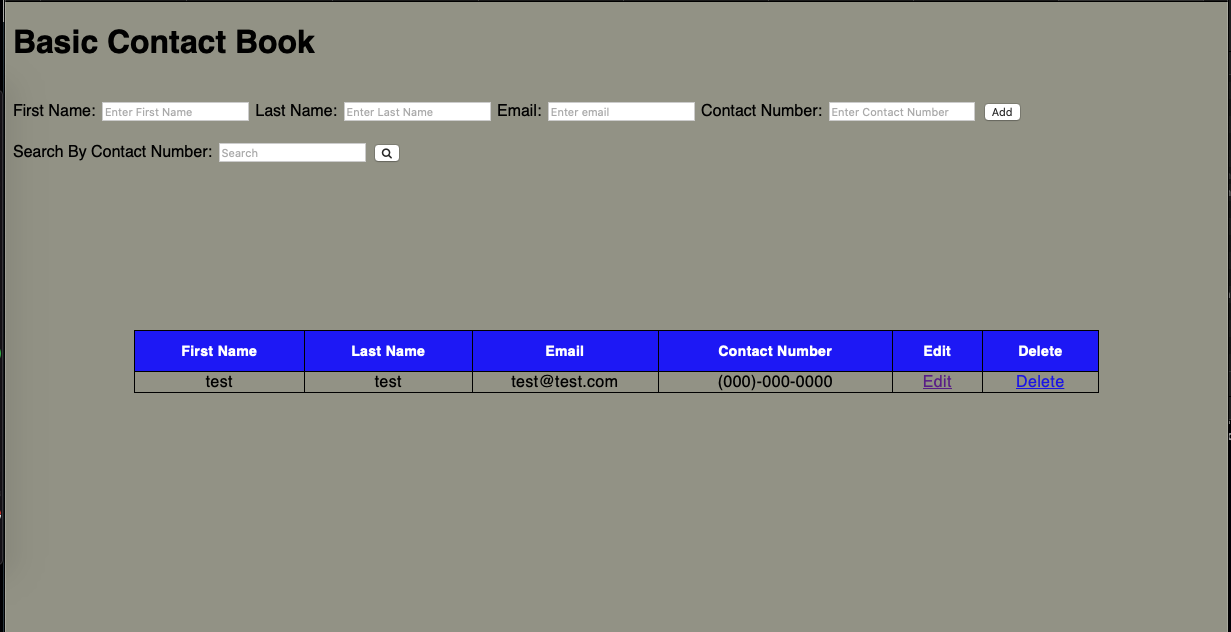 Basic Contact Book
First Name: Enter First Name Last Name: Enter Last Name Email: Enter email Contact Number: Enter Contact Number Add
Search By Contact Number: Search
First Name Last Name Email Contact Number Edit Delete
test test test@test.com (000)-000-0000 Edit Delete